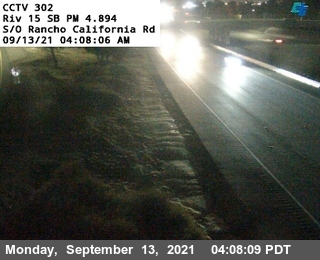 CCTV 302
Riv 15 SB PM 4.894
S/O Rancho California Rd
09/13/21 04:08:06 AM
Monday, September 13, 2021 04:08:09 PDT